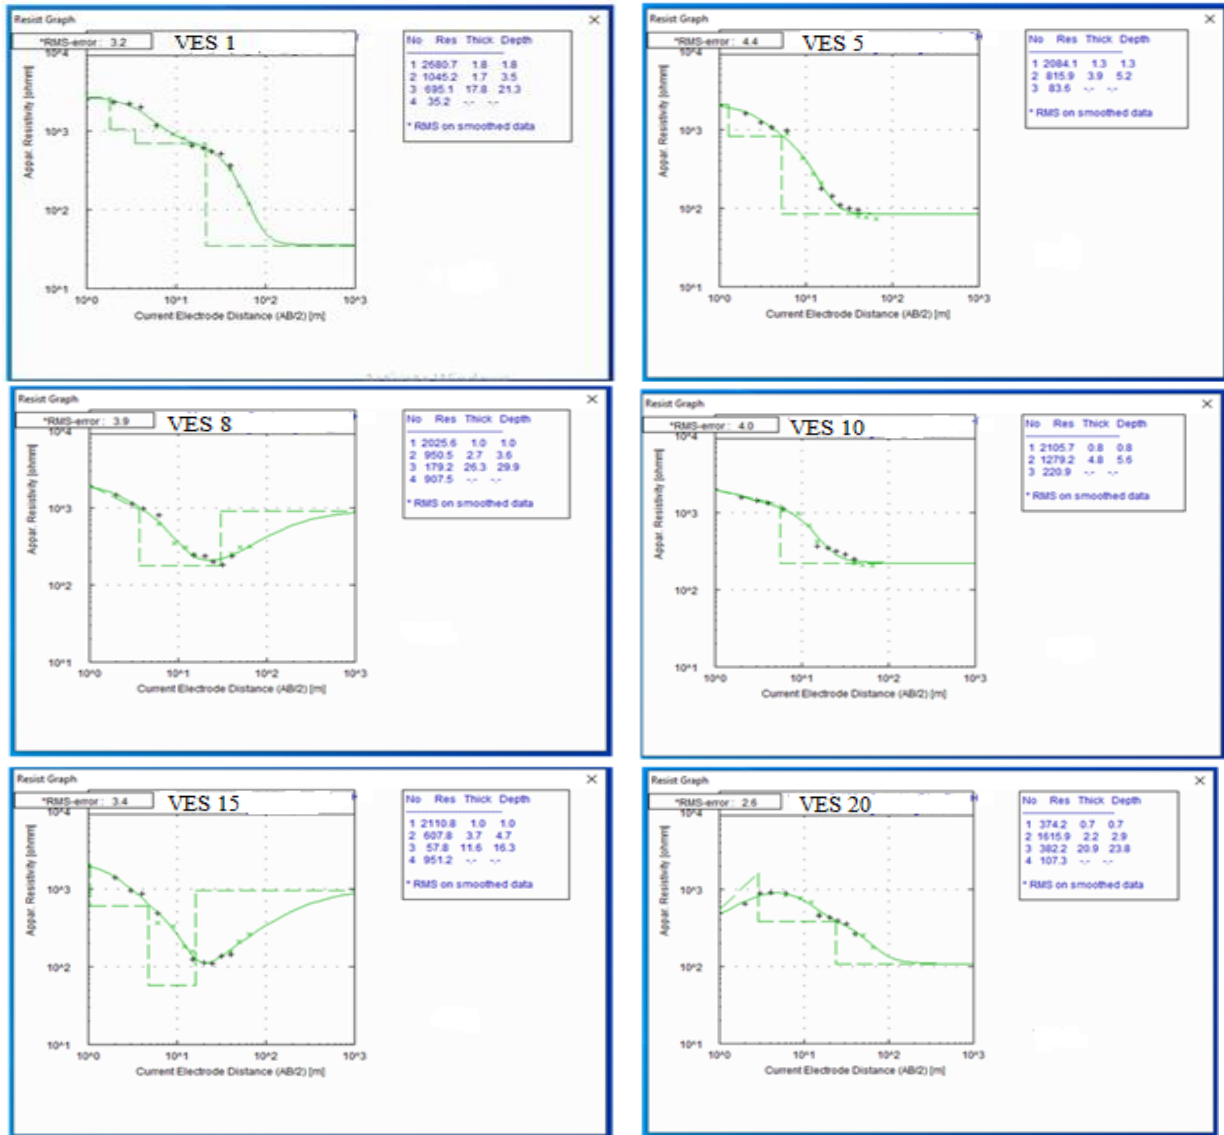 Resist Graph
*RMS-error : 3.2
VES 1
Appar. Resistivity [ohmm]
10^4
10^3
10^2
10^1
10^0 10^1 10^2 10^3
Current Electrode Distance (AB/2) [m]
No Res Thick Depth
1 2680.7 1.8 1.8
2 1045.2 1.7 3.5
3 695.1 17.8 21.3
4 35.2 -.- -.-
* RMS on smoothed data
Resist Graph
*RMS-error : 4.4
VES 5
Appar. Resistivity [ohmm]
10^4
10^3
10^2
10^1
10^0 10^1 10^2 10^3
Current Electrode Distance (AB/2) [m]
No Res Thick Depth
1 2084.1 1.3 1.3
2 815.9 3.9 5.2
3 83.6 -.- -.-
* RMS on smoothed data
Resist Graph
*RMS-error : 3.9
VES 8
Appar. Resistivity [ohmm]
10^4
10^3
10^2
10^1
10^0 10^1 10^2 10^3
Current Electrode Distance (AB/2) [m]
No Res Thick Depth
1 2025.6 1.0 1.0
2 950.5 2.7 3.6
3 179.2 26.3 29.9
4 907.5 -.- -.-
* RMS on smoothed data
Resist Graph
*RMS-error : 4.0
VES 10
Appar. Resistivity [ohmm]
10^4
10^3
10^2
10^1
10^0 10^1 10^2 10^3
Current Electrode Distance (AB/2) [m]
No Res Thick Depth
1 2105.7 0.8 0.8
2 1279.2 4.8 5.6
3 220.9 -.- -.-
* RMS on smoothed data
Resist Graph
*RMS-error : 3.4
VES 15
Appar. Resistivity [ohmm]
10^4
10^3
10^2
10^1
10^0 10^1 10^2 10^3
Current Electrode Distance (AB/2) [m]
No Res Thick Depth
1 2110.8 1.0 1.0
2 607.8 3.7 4.7
3 57.8 11.6 16.3
4 951.2 -.- -.-
* RMS on smoothed data
Resist Graph
*RMS-error : 2.6
VES 20
Appar. Resistivity [ohmm]
10^4
10^3
10^2
10^1
10^0 10^1 10^2 10^3
Current Electrode Distance (AB/2) [m]
No Res Thick Depth
1 374.2 0.7 0.7
2 1615.9 2.2 2.9
3 382.2 20.9 23.8
4 107.3 -.- -.-
* RMS on smoothed data